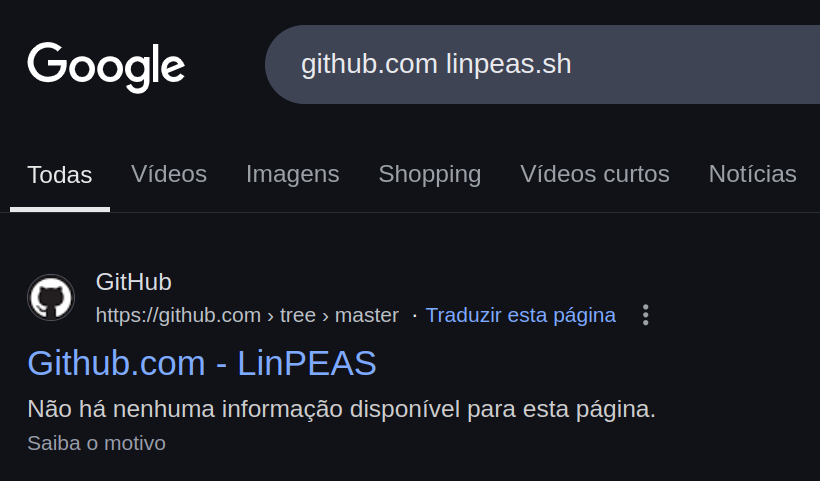 Google
github.com linpeas.sh
Todas Vídeos Imagens Shopping Vídeos curtos Notícias
GitHub
https://github.com › tree › master · Traduzir esta página
Github.com - LinPEAS
Não há nenhuma informação disponível para esta página.
Saiba o motivo